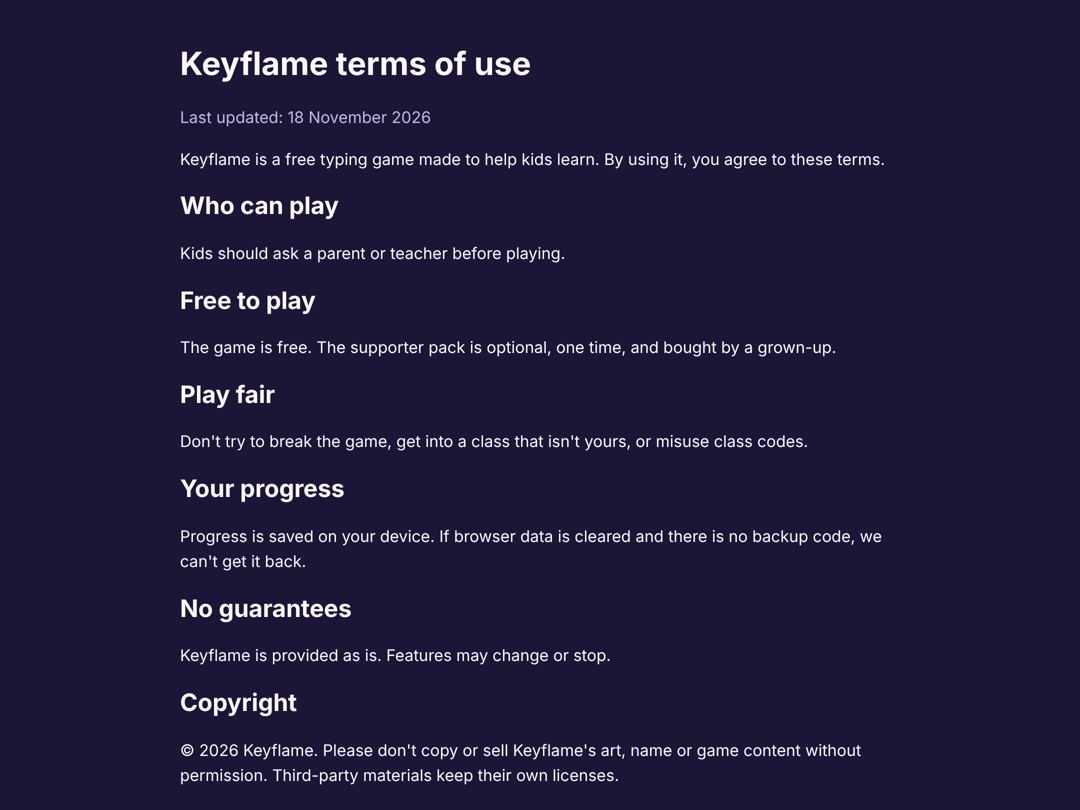 Keyflame terms of use
Last updated: 18 November 2026
Keyflame is a free typing game made to help kids learn. By using it, you agree to these terms.
Who can play
Kids should ask a parent or teacher before playing.
Free to play
The game is free. The supporter pack is optional, one time, and bought by a grown-up.
Play fair
Don't try to break the game, get into a class that isn't yours, or misuse class codes.
Your progress
Progress is saved on your device. If browser data is cleared and there is no backup code, we
can't get it back.
No guarantees
Keyflame is provided as is. Features may change or stop.
Copyright
© 2026 Keyflame. Please don't copy or sell Keyflame's art, name or game content without
permission. Third-party materials keep their own licenses.